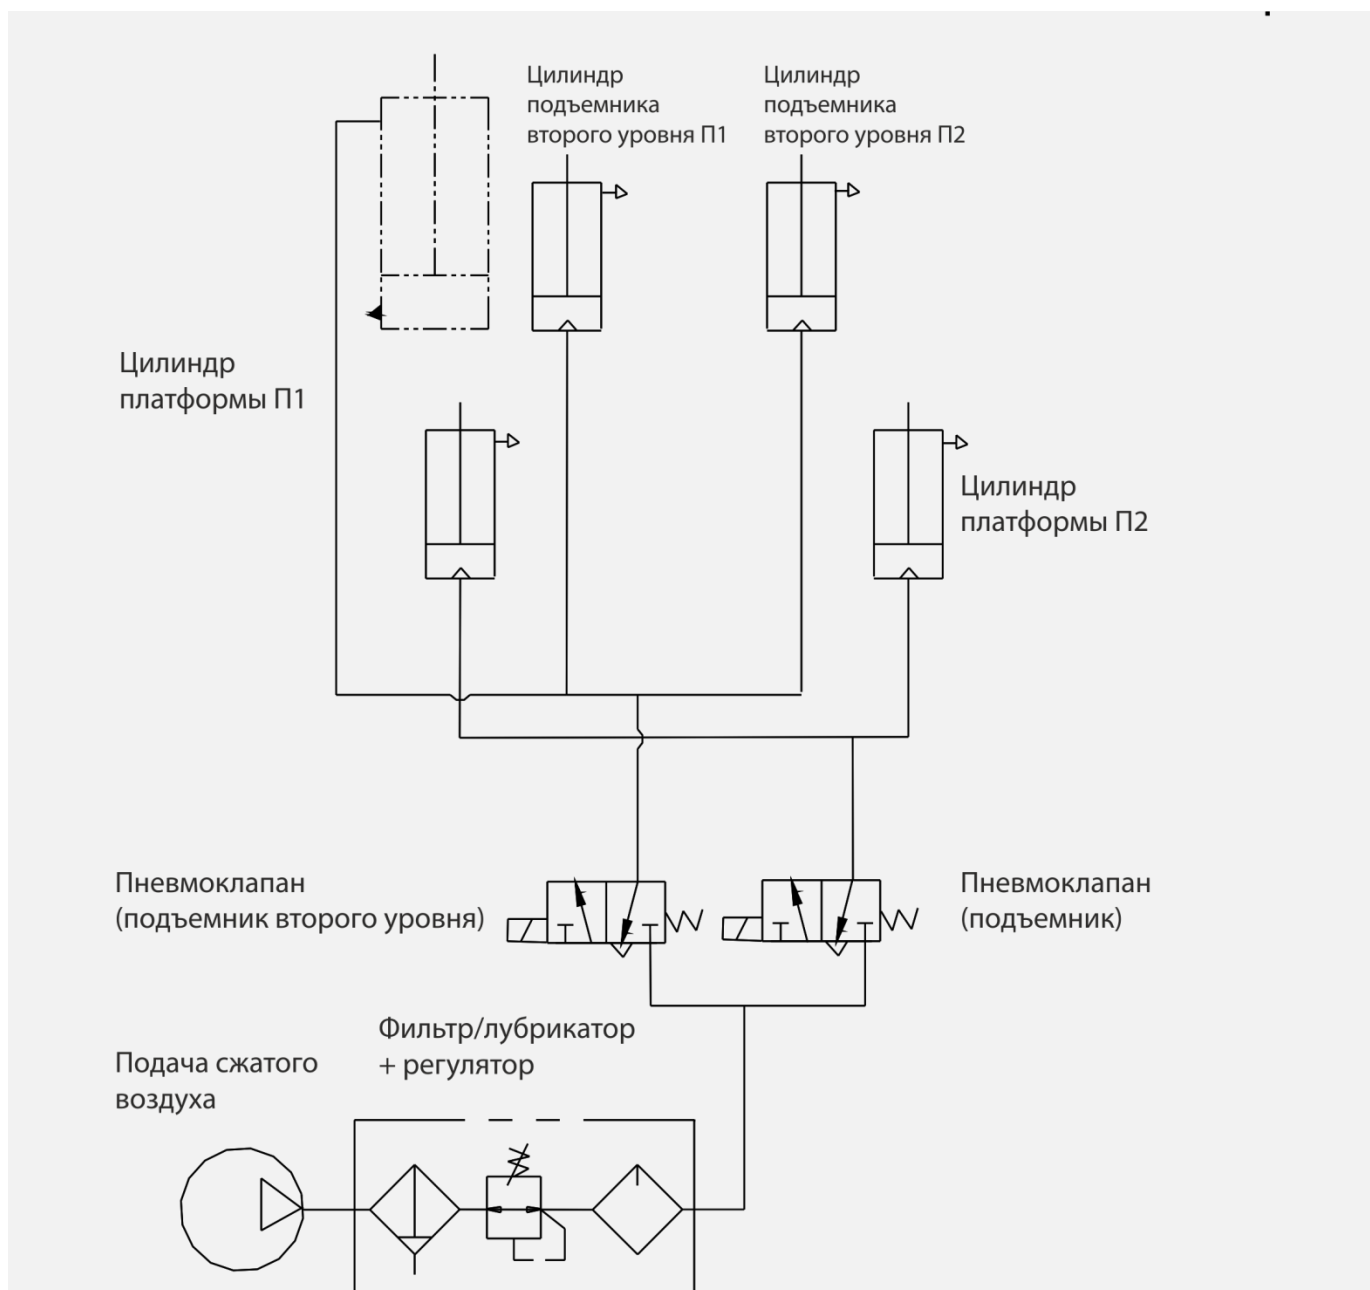 Цилиндр
подъемника
второго уровня П1
Цилиндр
подъемника
второго уровня П2
Цилиндр
платформы П1
Цилиндр
платформы П2
Пневмоклапан
(подъемник второго уровня)
Пневмоклапан
(подъемник)
Фильтр/лубрикатор
+ регулятор
Подача сжатого
воздуха